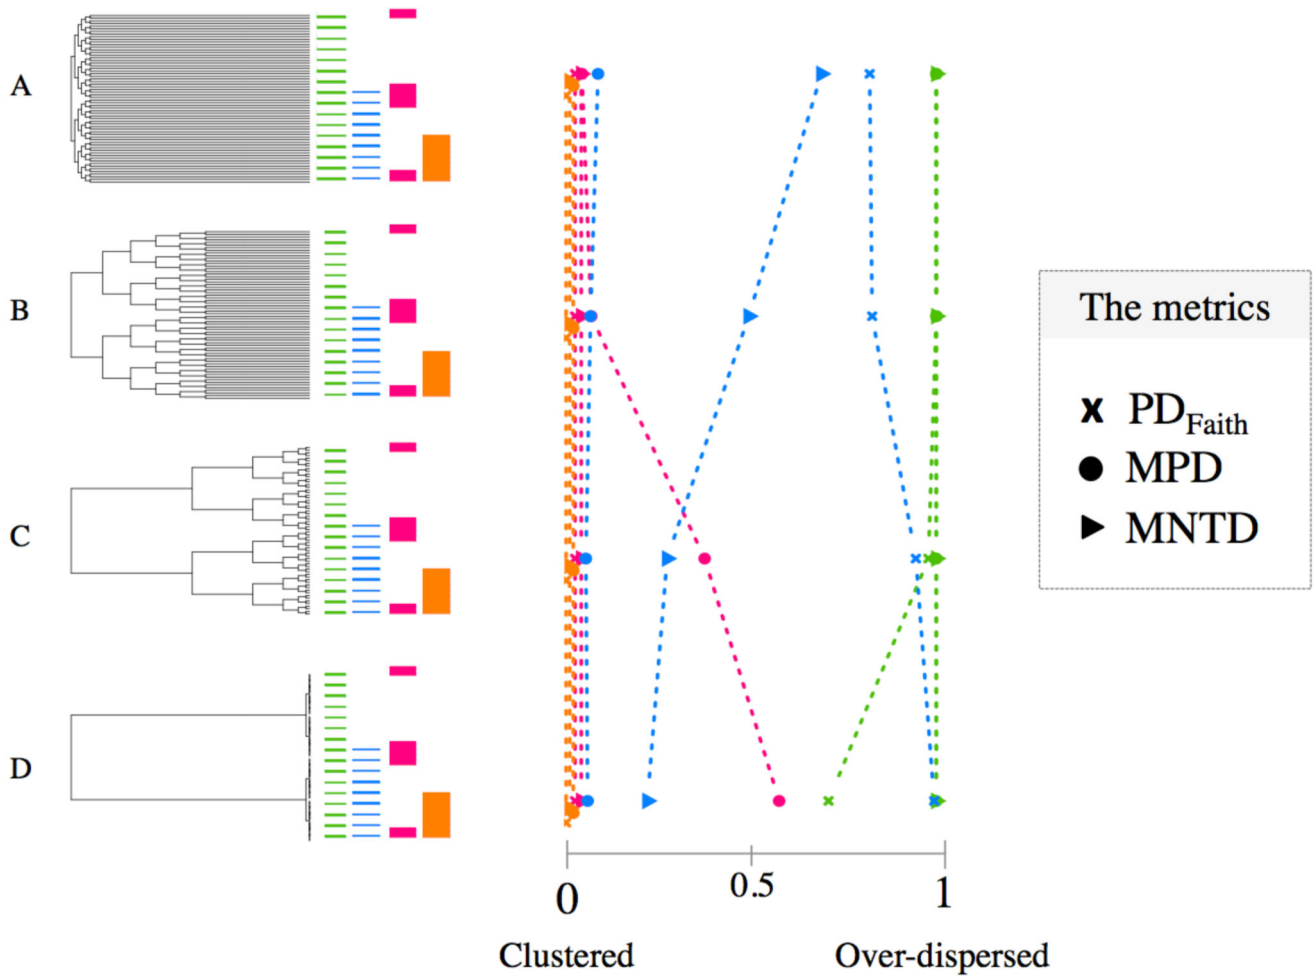 A
B
C
D
The metrics
PDFaith
MPD
MNTD
0
0.5
1
Clustered
Over-dispersed